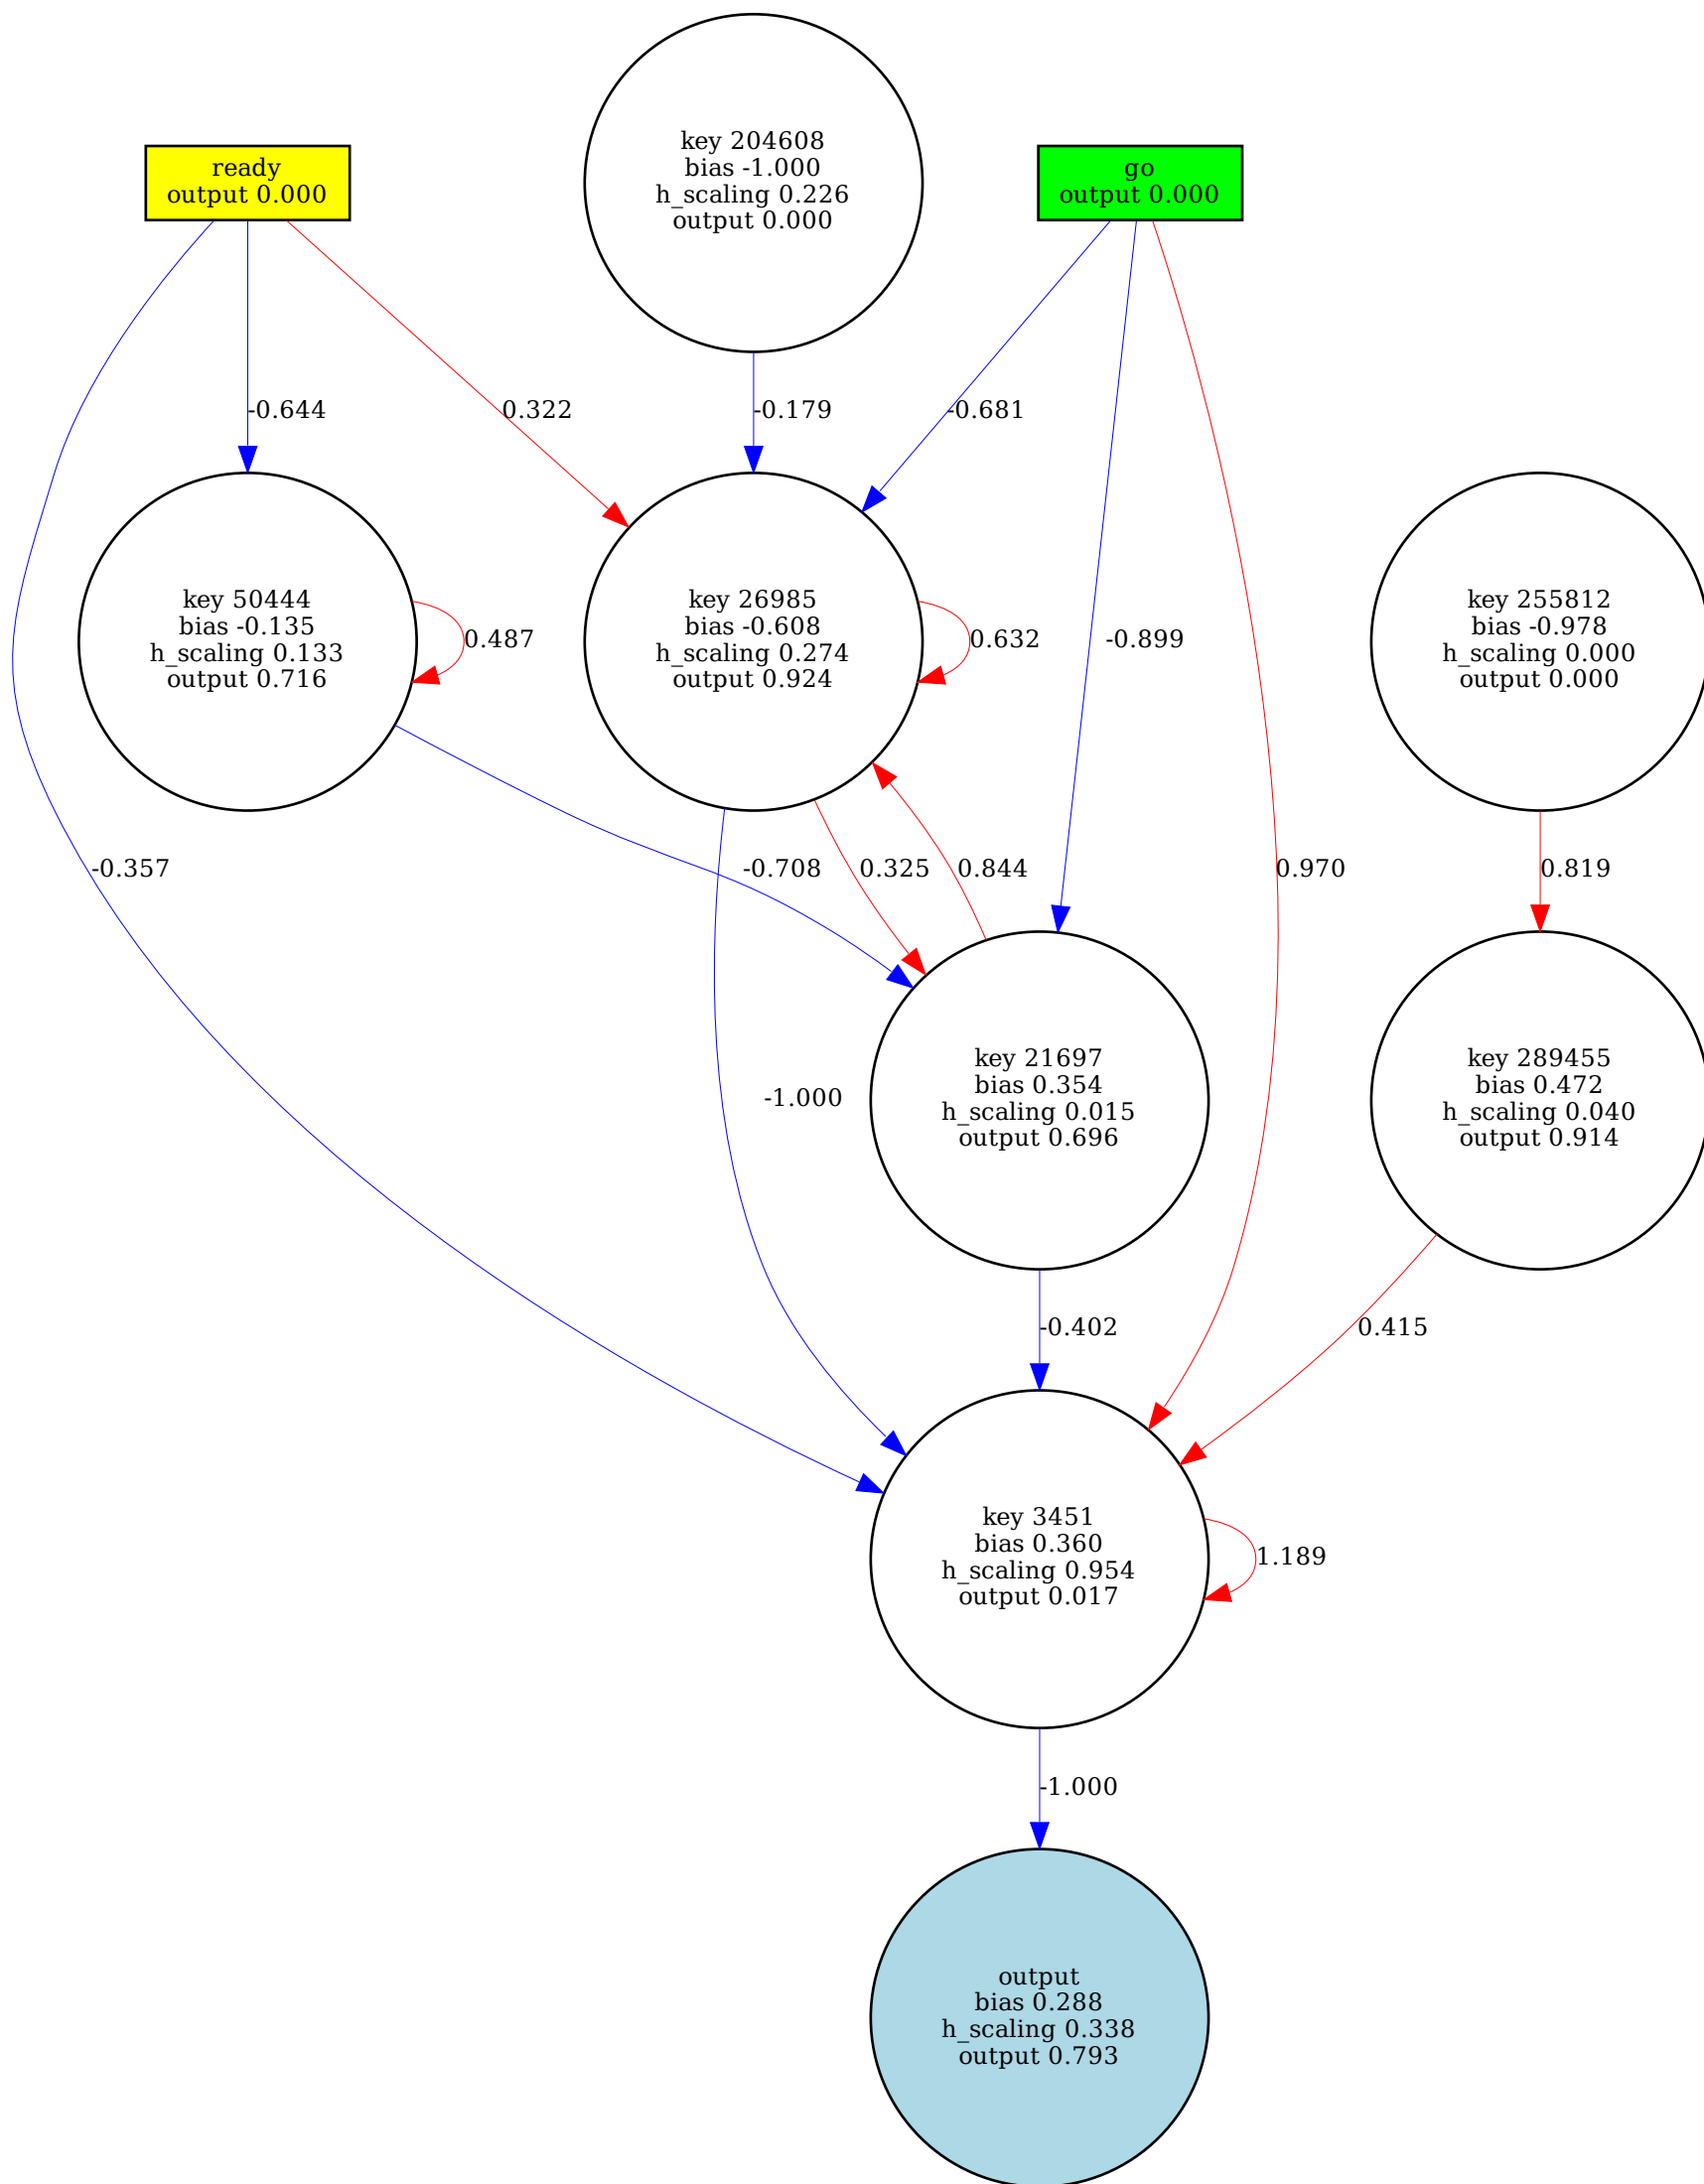 key 204608
bias -1.000
h_scaling 0.226
output 0.000
ready
output 0.000
go
output 0.000
-0.644
0.322
-0.179
-0.681
key 50444
bias -0.135
h_scaling 0.133
output 0.716
0.487
key 26985
bias -0.608
h_scaling 0.274
output 0.924
0.632
-0.899
key 255812
bias -0.978
h_scaling 0.000
output 0.000
-0.357
-0.708
0.325
0.844
0.970
0.819
-1.000
key 21697
bias 0.354
h_scaling 0.015
output 0.696
key 289455
bias 0.472
h_scaling 0.040
output 0.914
-0.402
0.415
key 3451
bias 0.360
h_scaling 0.954
output 0.017
1.189
-1.000
output
bias 0.288
h_scaling 0.338
output 0.793